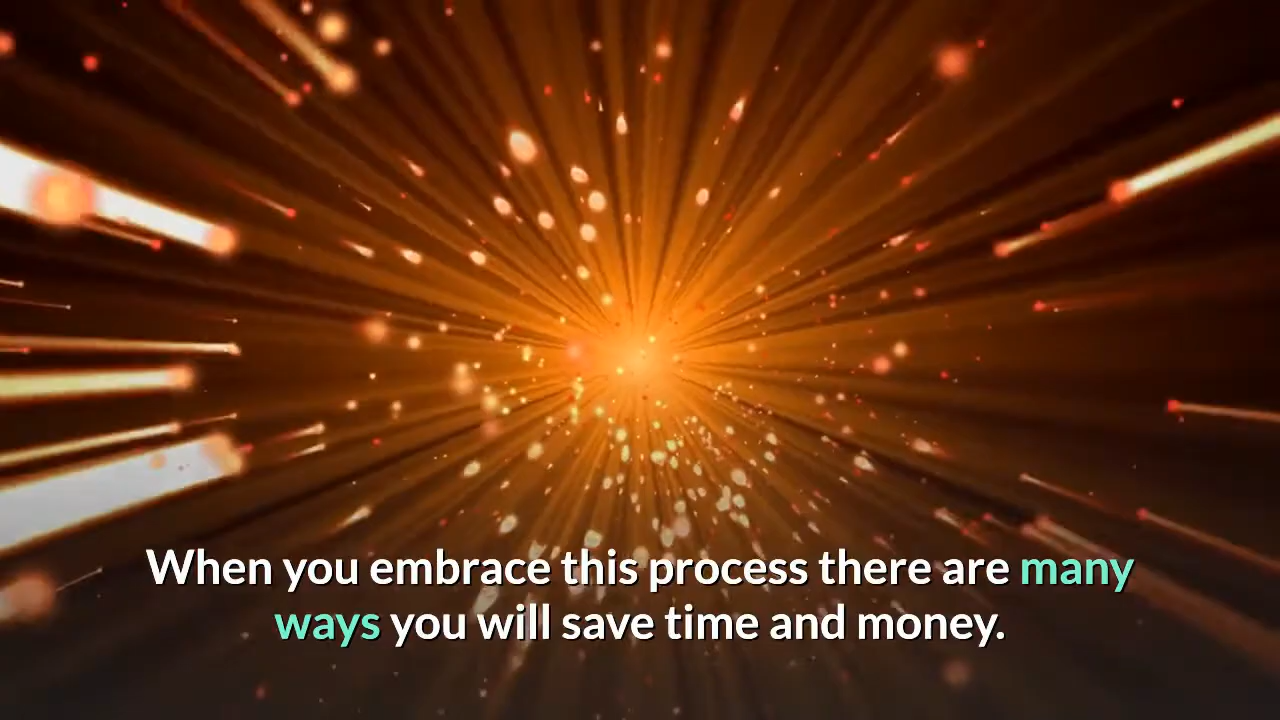 When you embrace this process there are many
ways you will save time and money.